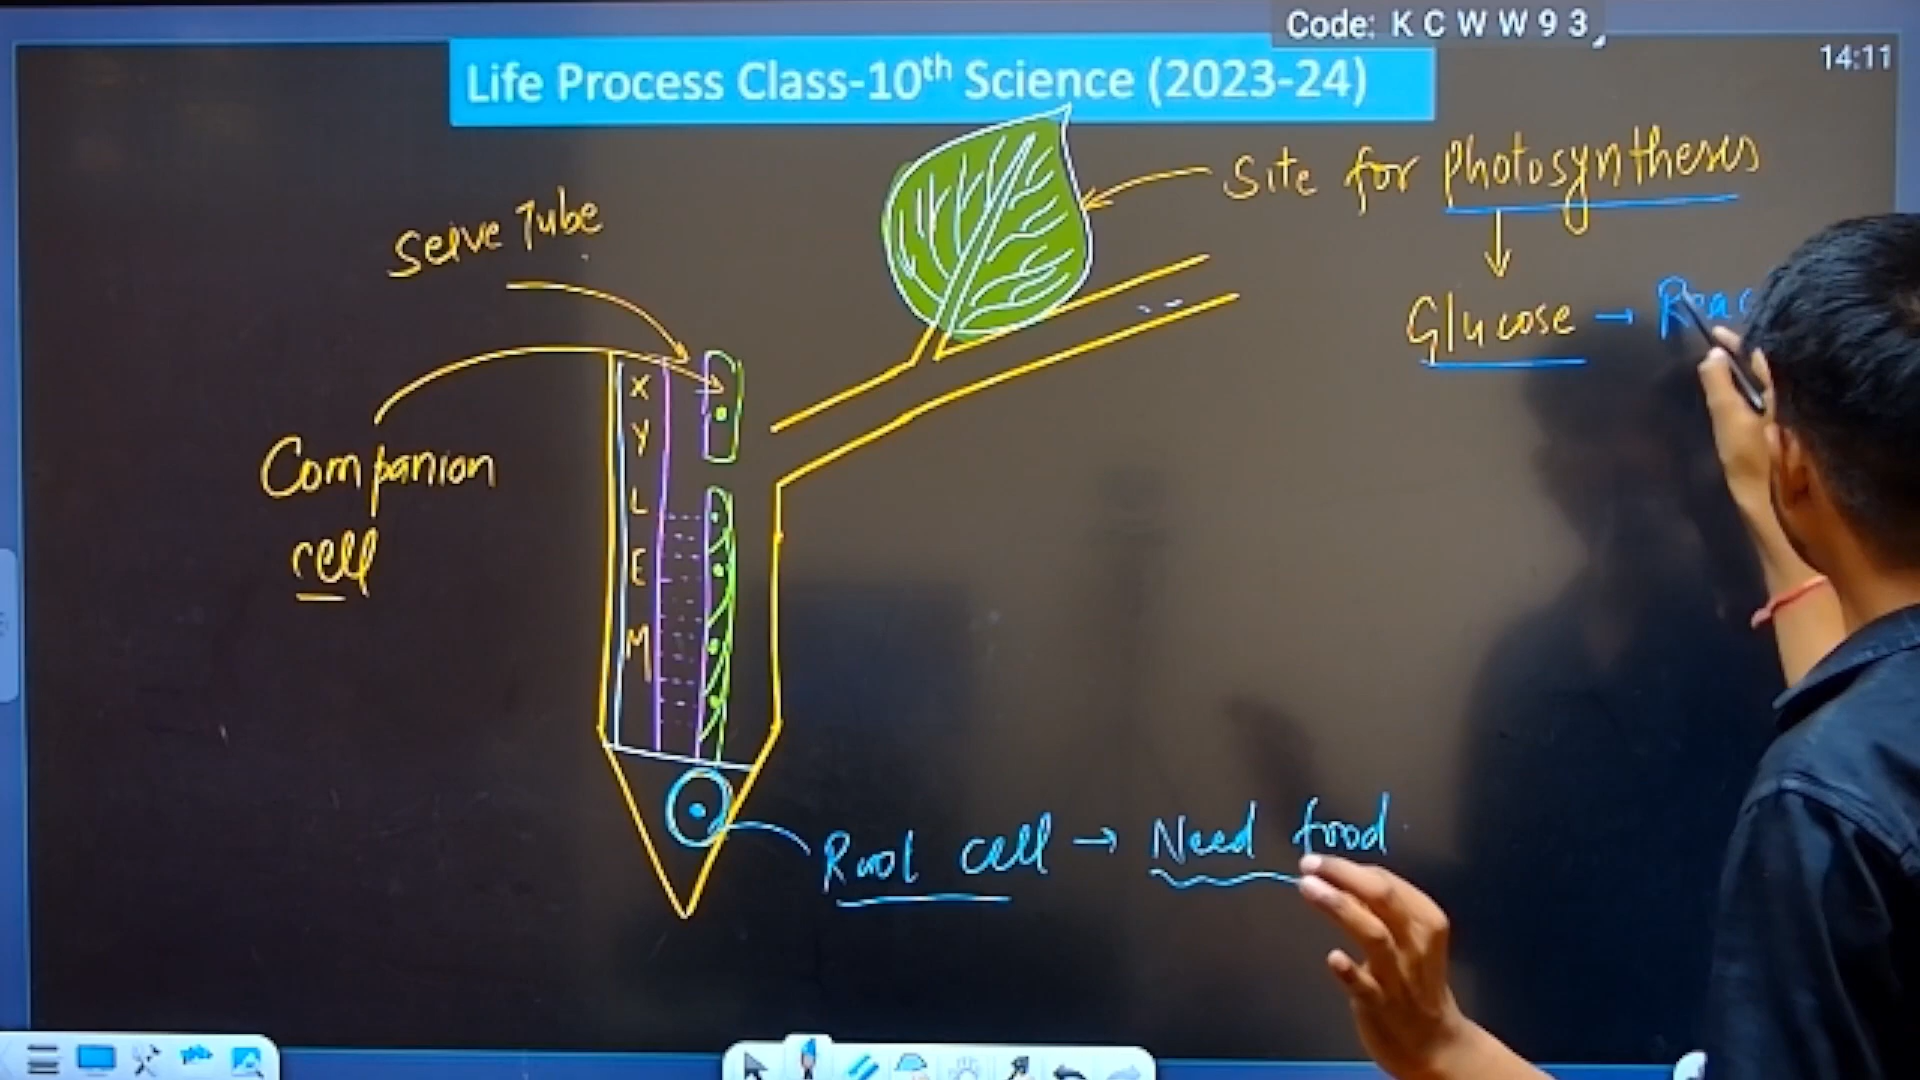 Code: K C W W 9 3
14:11
Life Process Class-10th Science (2023-24)
Site for Photosynthesis
Seive Tube
Glucose → Reac
Companion
cell
X
Y
L
E
M
Root cell → Need food